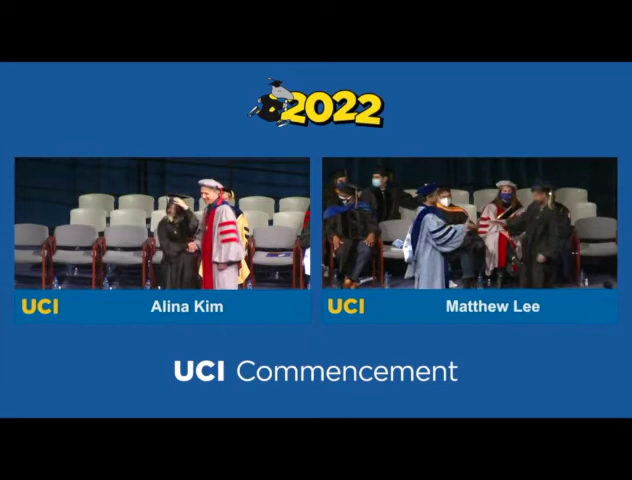 2022
UCI Alina Kim
UCI Matthew Lee
UCI Commencement